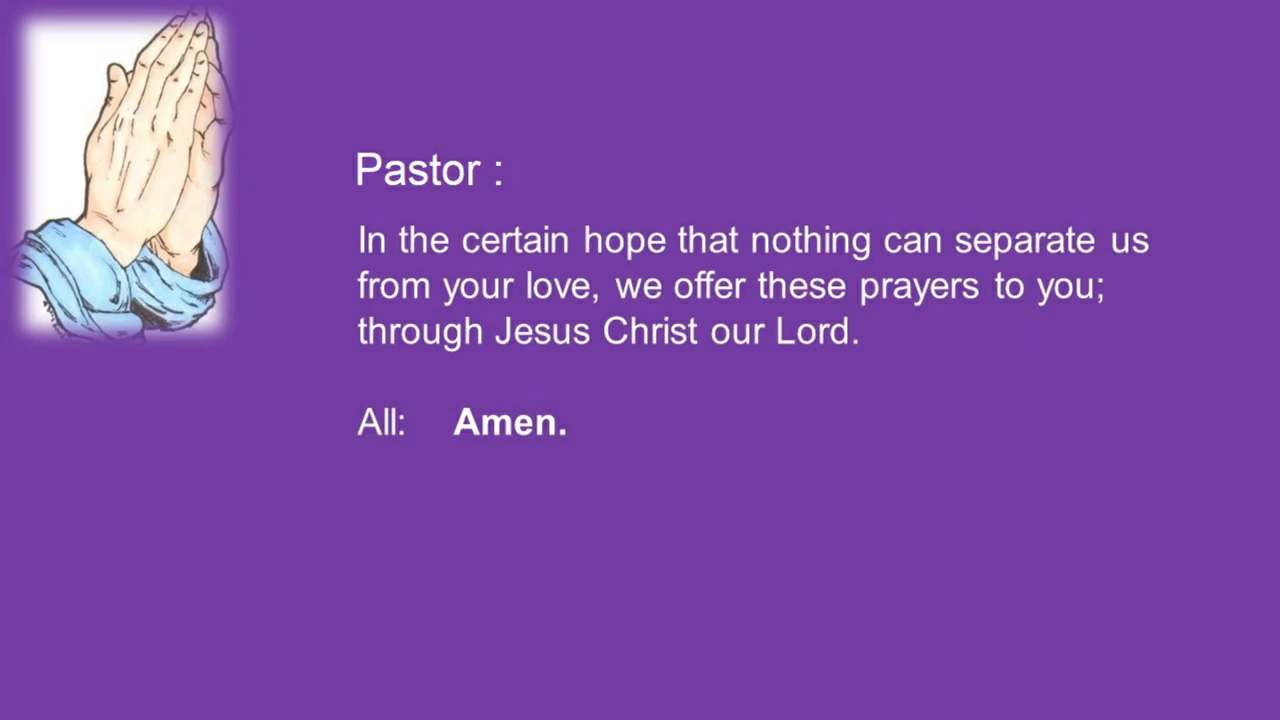 Pastor :
In the certain hope that nothing can separate us
from your love, we offer these prayers to you;
through Jesus Christ our Lord.
All: Amen.